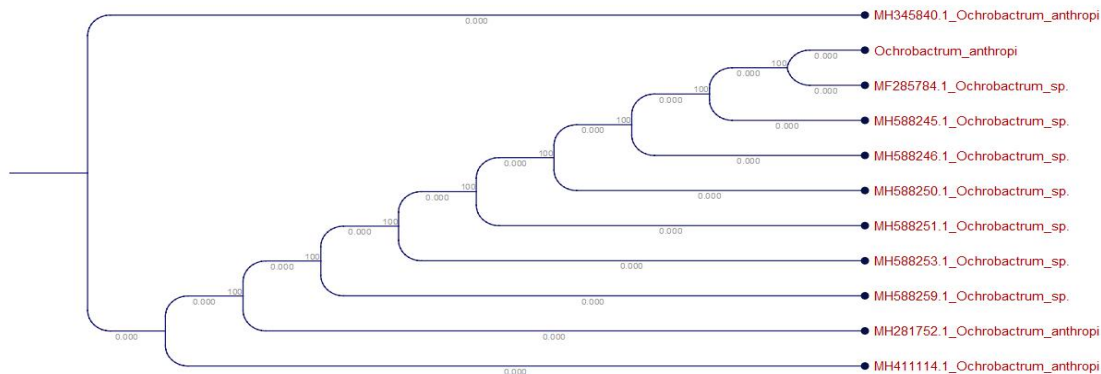 MH345840.1_Ochrobactrum_anthropi
0.000
Ochrobactrum_anthropi
0.000
100
0.000
MF285784.1_Ochrobactrum_sp.
100 0.000
0.000
100 MH588245.1_Ochrobactrum_sp.
0.000 0.000
100 MH588246.1_Ochrobactrum_sp.
0.000 0.000
100 MH588250.1_Ochrobactrum_sp.
0.000 0.000
100 MH588251.1_Ochrobactrum_sp.
0.000 0.000
100 MH588253.1_Ochrobactrum_sp.
0.000 0.000
100 MH588259.1_Ochrobactrum_sp.
0.000 0.000
MH281752.1_Ochrobactrum_anthropi
0.000 0.000
MH411114.1_Ochrobactrum_anthropi
0.000